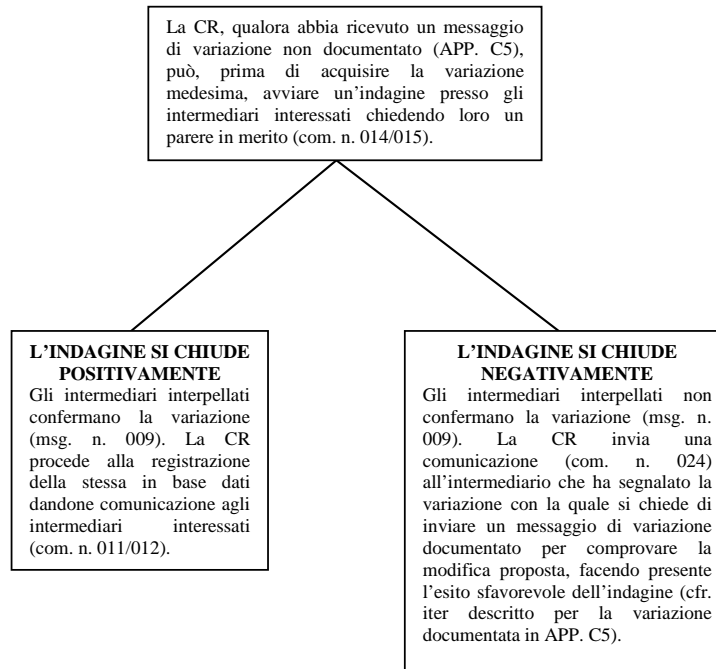 La CR, qualora abbia ricevuto un messaggio
di variazione non documentato (APP. C5),
può, prima di acquisire la variazione
medesima, avviare un’indagine presso gli
intermediari interessati chiedendo loro un
parere in merito (com. n. 014/015).
L’INDAGINE SI CHIUDE
POSITIVAMENTE
Gli intermediari interpellati
confermano la variazione
(msg. n. 009). La CR
procede alla registrazione
della stessa in base dati
dandone comunicazione agli
intermediari interessati
(com. n. 011/012).
L’INDAGINE SI CHIUDE
NEGATIVAMENTE
Gli intermediari interpellati non
confermano la variazione (msg. n.
009). La CR invia una
comunicazione (com. n. 024)
all’intermediario che ha segnalato la
variazione con la quale si chiede di
inviare un messaggio di variazione
documentato per comprovare la
modifica proposta, facendo presente
l’esito sfavorevole dell’indagine (cfr.
iter descritto per la variazione
documentata in APP. C5).